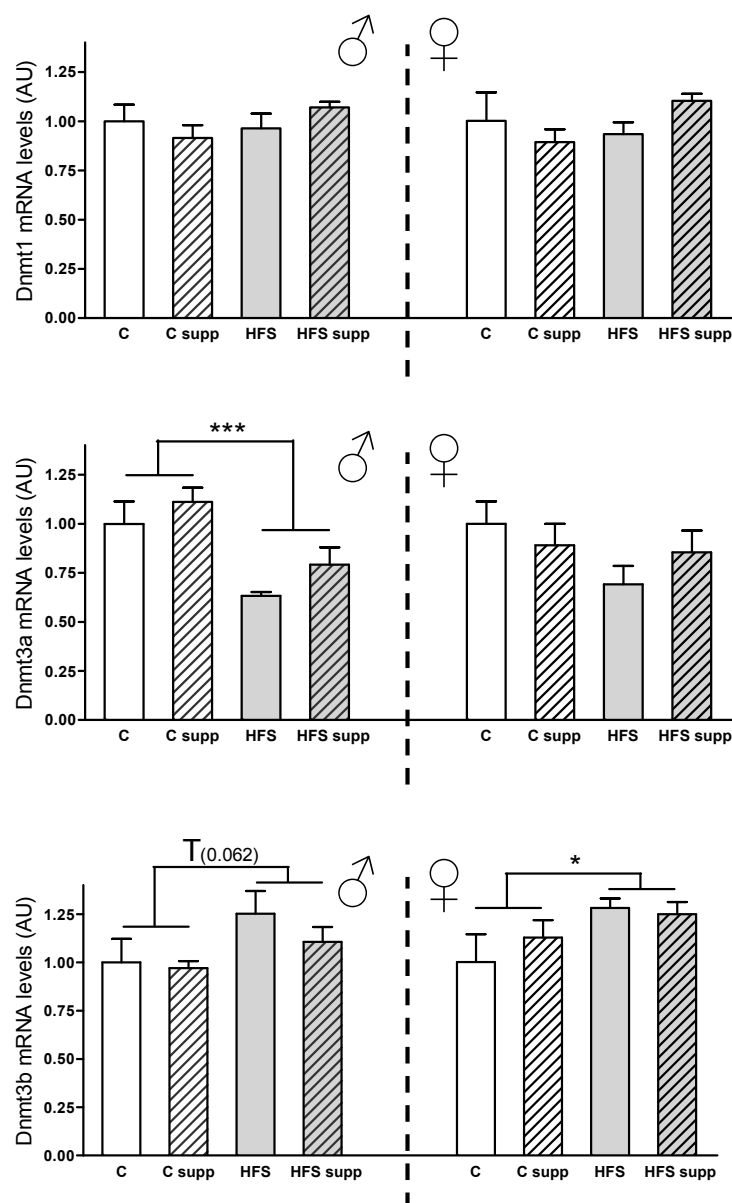 ♂ ♀
Dnmt1 mRNA levels (AU)
1.25
1.00
0.75
0.50
0.25
0.00
C C supp HFS HFS supp C C supp HFS HFS supp
*** ♂ ♀
Dnmt3a mRNA levels (AU)
1.25
1.00
0.75
0.50
0.25
0.00
C C supp HFS HFS supp C C supp HFS HFS supp
T(0.062) ♂ ♀ *
Dnmt3b mRNA levels (AU)
1.25
1.00
0.75
0.50
0.25
0.00
C C supp HFS HFS supp C C supp HFS HFS supp